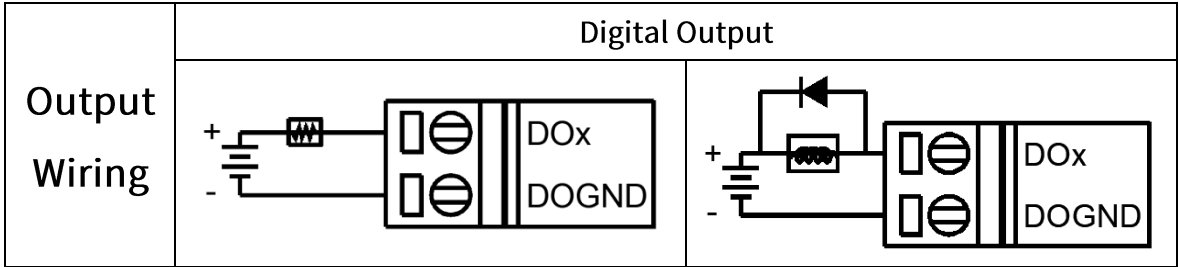 Digital Output
Output
Wiring
+
-
DOx
DOGND
+
-
DOx
DOGND